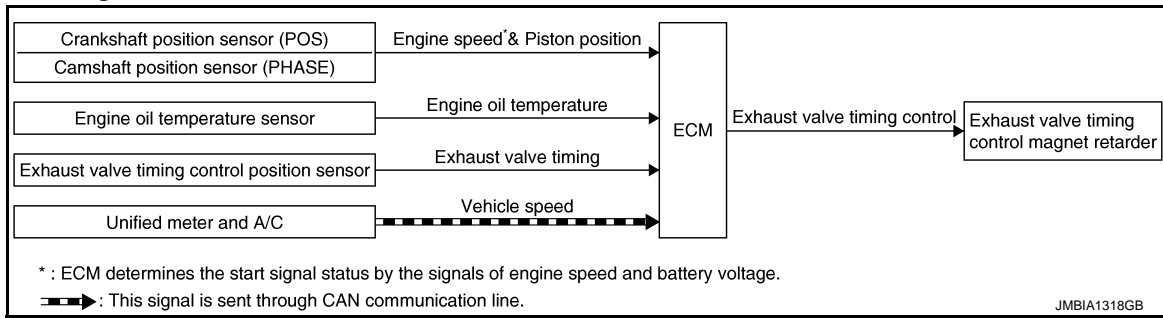 Crankshaft position sensor (POS)
Camshaft position sensor (PHASE)
Engine speed* & Piston position
Engine oil temperature sensor
Engine oil temperature
Exhaust valve timing control position sensor
Exhaust valve timing
Unified meter and A/C
Vehicle speed
ECM
Exhaust valve timing control
Exhaust valve timing
control magnet retarder
* : ECM determines the start signal status by the signals of engine speed and battery voltage.
: This signal is sent through CAN communication line.
JMBIA1318GB